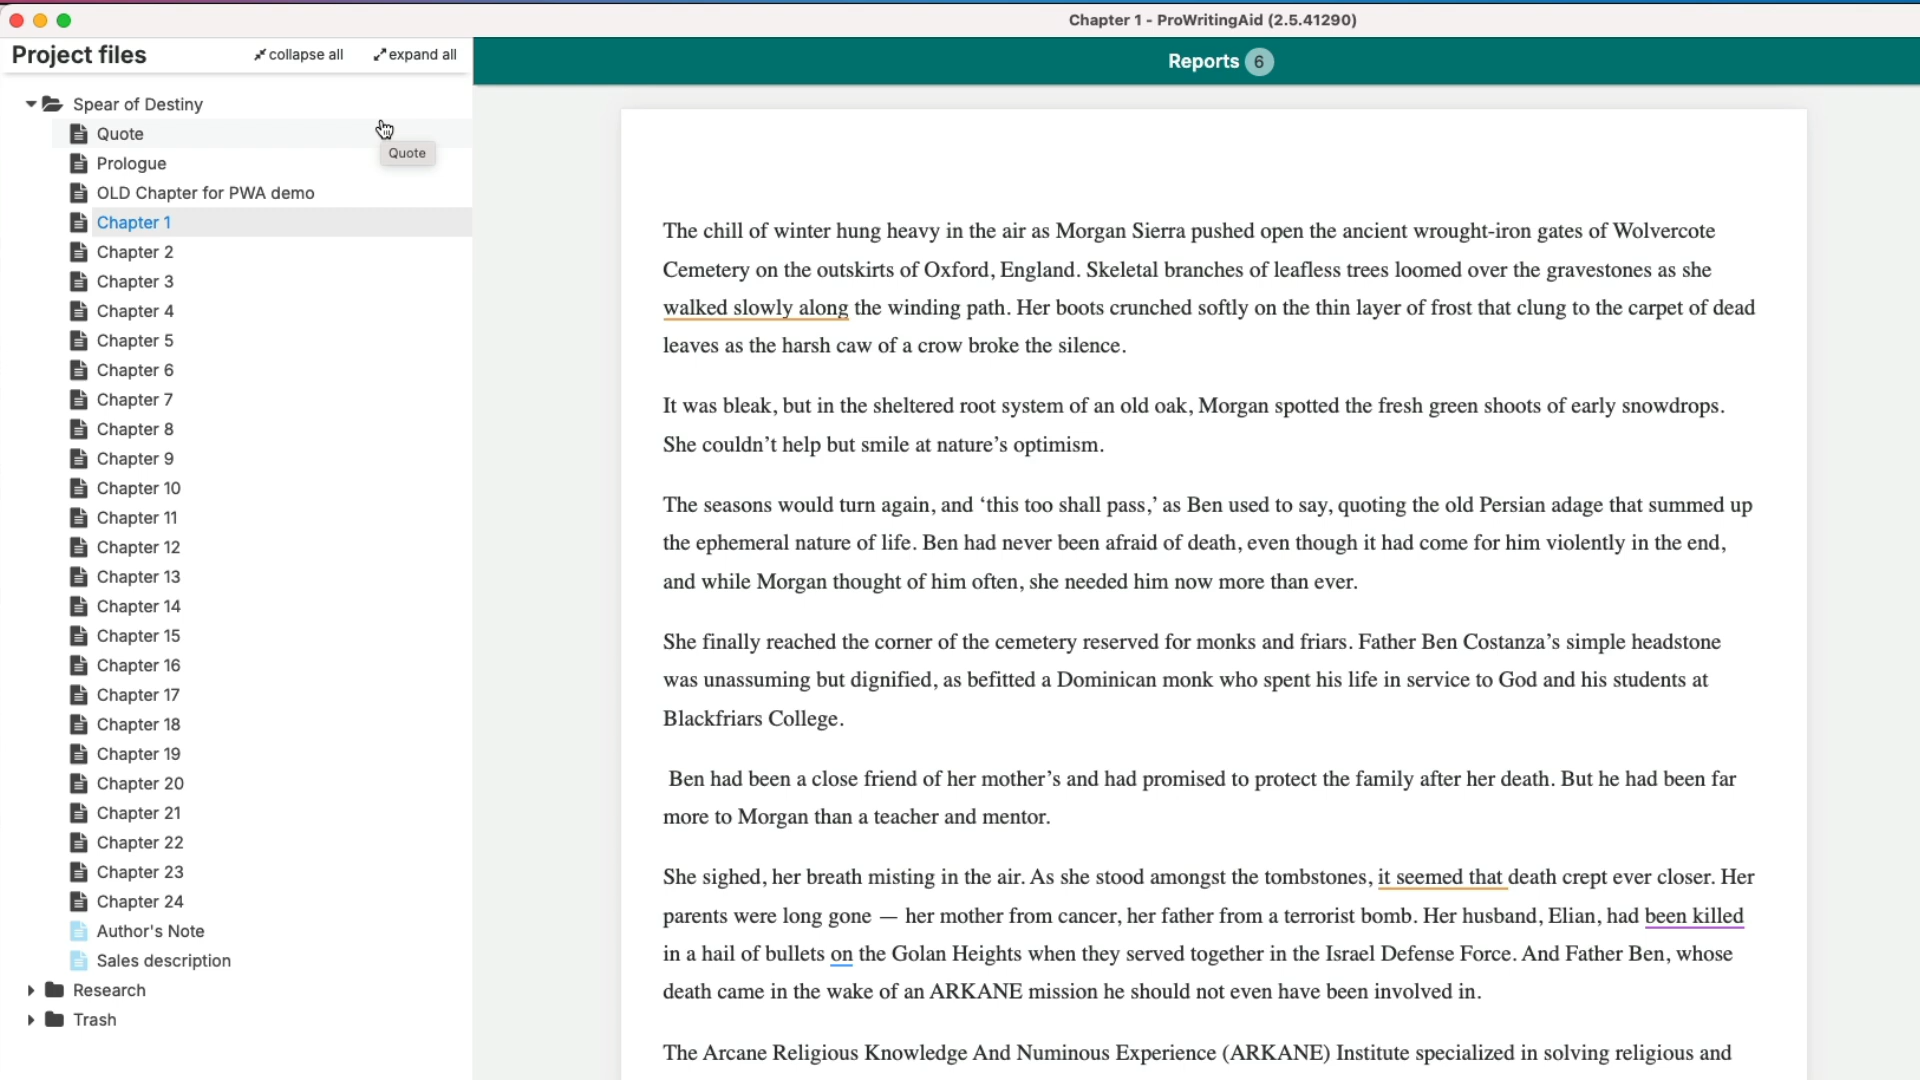 Chapter 1 - ProWritingAid (2.5.41290)
Project files
collapse all
expand all
Reports 6
Spear of Destiny
Quote
Quote
Prologue
OLD Chapter for PWA demo
Chapter 1
Chapter 2
Chapter 3
Chapter 4
Chapter 5
Chapter 6
Chapter 7
Chapter 8
Chapter 9
Chapter 10
Chapter 11
Chapter 12
Chapter 13
Chapter 14
Chapter 15
Chapter 16
Chapter 17
Chapter 18
Chapter 19
Chapter 20
Chapter 21
Chapter 22
Chapter 23
Chapter 24
Author's Note
Sales description
Research
Trash
The chill of winter hung heavy in the air as Morgan Sierra pushed open the ancient wrought-iron gates of Wolvercote
Cemetery on the outskirts of Oxford, England. Skeletal branches of leafless trees loomed over the gravestones as she
walked slowly along the winding path. Her boots crunched softly on the thin layer of frost that clung to the carpet of dead
leaves as the harsh caw of a crow broke the silence.
It was bleak, but in the sheltered root system of an old oak, Morgan spotted the fresh green shoots of early snowdrops.
She couldn’t help but smile at nature’s optimism.
The seasons would turn again, and ‘this too shall pass,’ as Ben used to say, quoting the old Persian adage that summed up
the ephemeral nature of life. Ben had never been afraid of death, even though it had come for him violently in the end,
and while Morgan thought of him often, she needed him now more than ever.
She finally reached the corner of the cemetery reserved for monks and friars. Father Ben Costanza’s simple headstone
was unassuming but dignified, as befitted a Dominican monk who spent his life in service to God and his students at
Blackfriars College.
Ben had been a close friend of her mother’s and had promised to protect the family after her death. But he had been far
more to Morgan than a teacher and mentor.
She sighed, her breath misting in the air. As she stood amongst the tombstones, it seemed that death crept ever closer. Her
parents were long gone — her mother from cancer, her father from a terrorist bomb. Her husband, Elian, had been killed
in a hail of bullets on the Golan Heights when they served together in the Israel Defense Force. And Father Ben, whose
death came in the wake of an ARKANE mission he should not even have been involved in.
The Arcane Religious Knowledge And Numinous Experience (ARKANE) Institute specialized in solving religious and